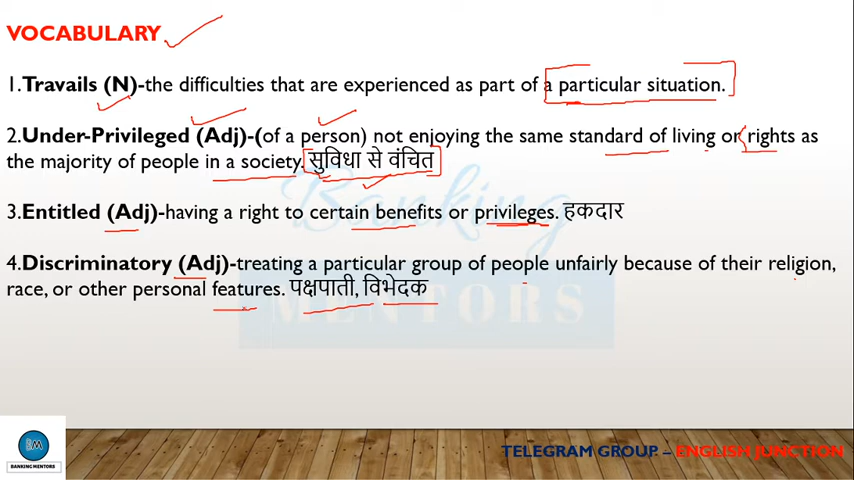 VOCABULARY
1.Travails (N)-the difficulties that are experienced as part of a particular situation.
2.Under-Privileged (Adj)-(of a person) not enjoying the same standard of living or rights as
the majority of people in a society. सुविधा से वंचित
3.Entitled (Adj)-having a right to certain benefits or privileges. हकदार
4.Discriminatory (Adj)-treating a particular group of people unfairly because of their religion,
race, or other personal features. पक्षपाती, विभेदक
Banking
MENTORS
BANKING MENTORS
TELEGRAM GROUP – ENGLISH JUNCTION